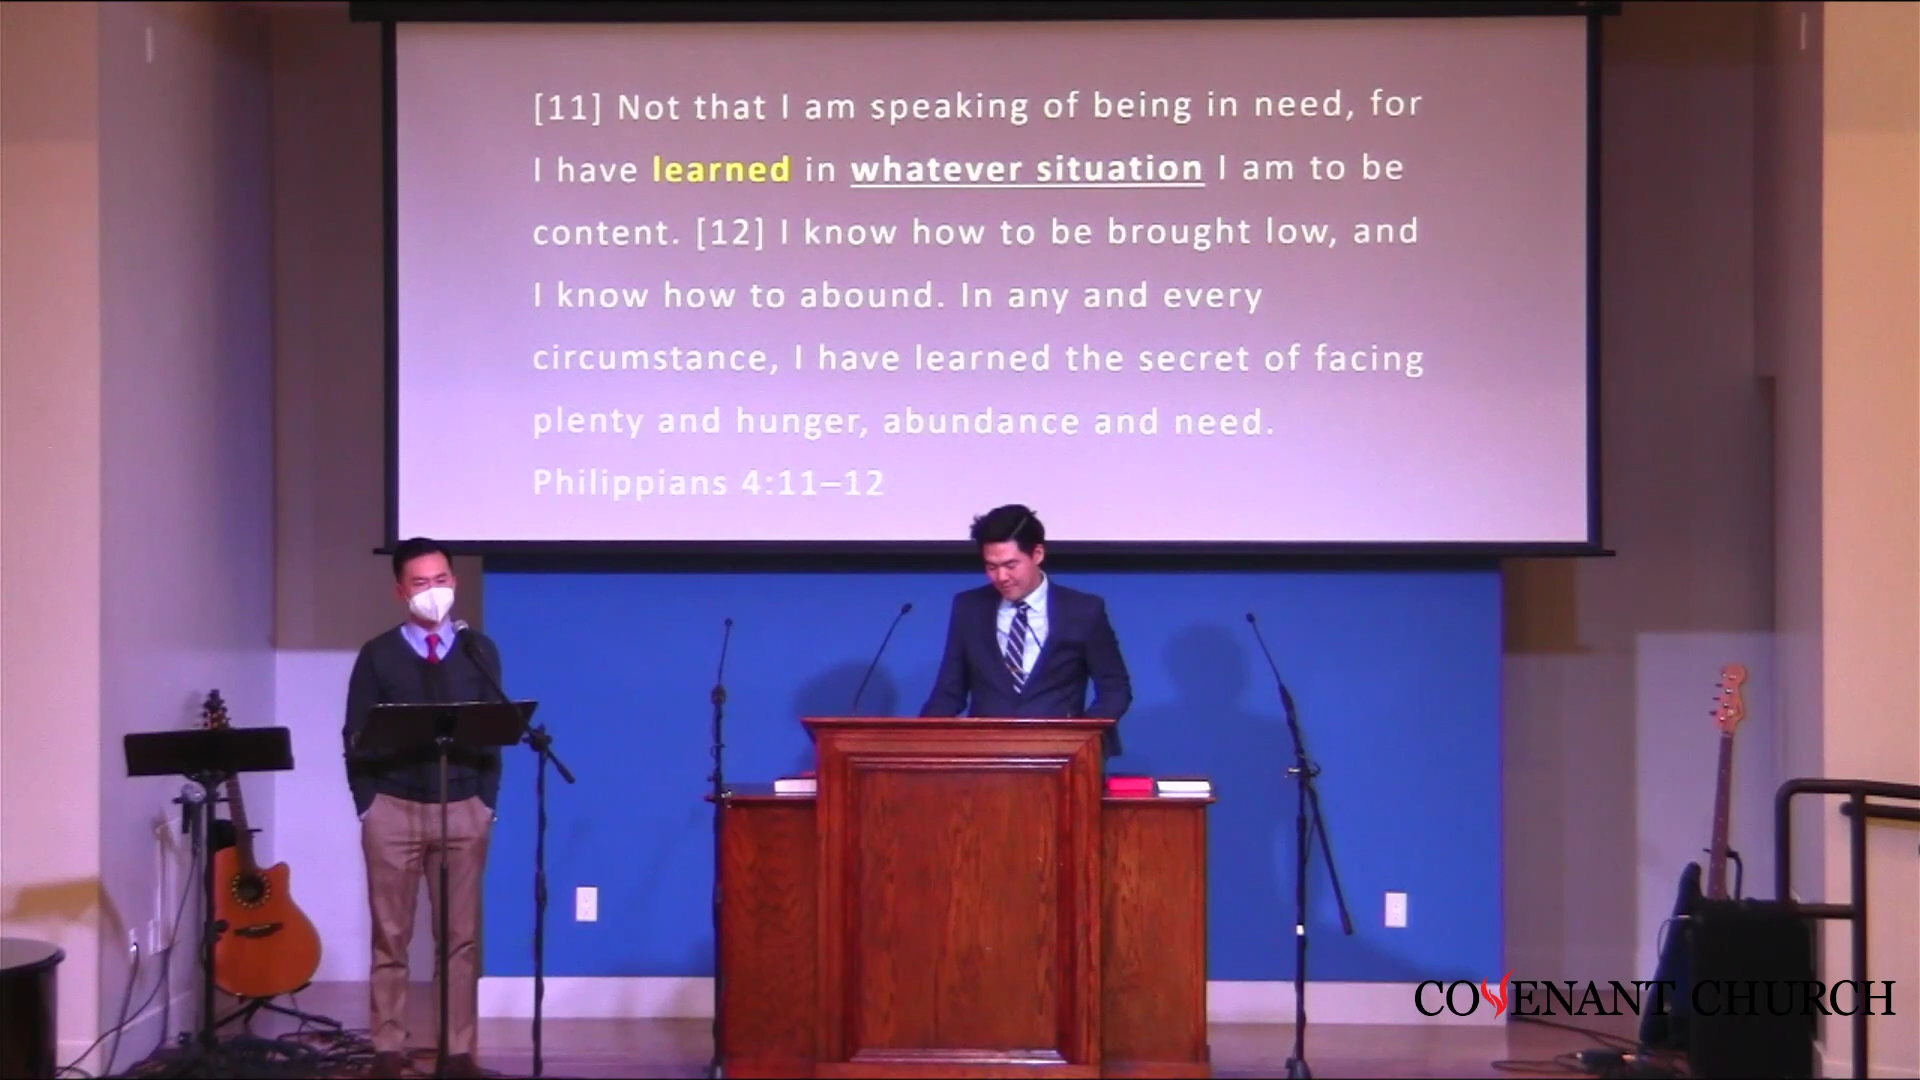 [11] Not that I am speaking of being in need, for
I have learned in whatever situation I am to be
content. [12] I know how to be brought low, and
I know how to abound. In any and every
circumstance, I have learned the secret of facing
plenty and hunger, abundance and need.
Philippians 4:11–12
COVENANT CHURCH